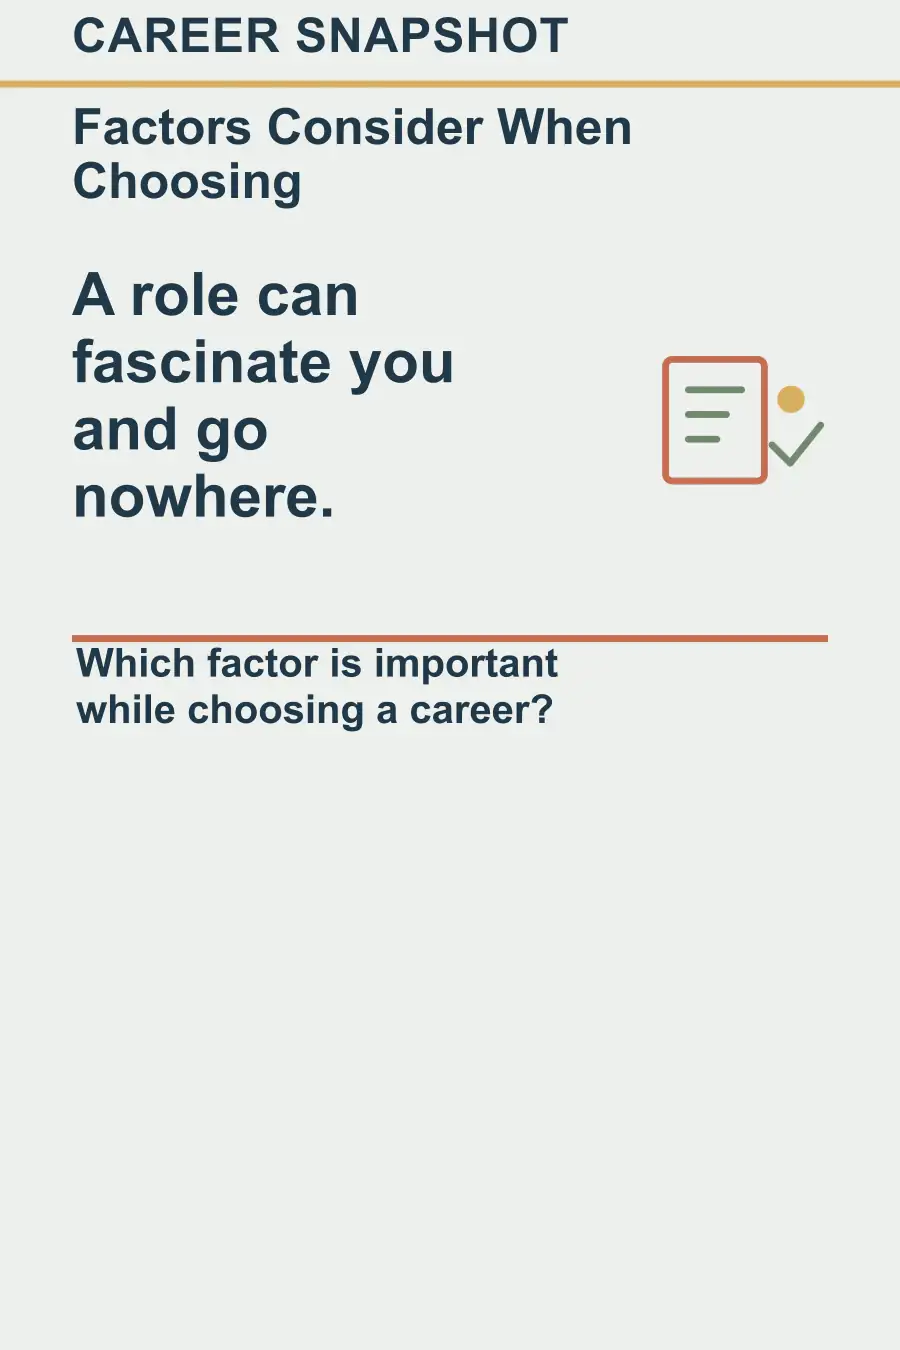 CAREER SNAPSHOT
Factors Consider When
Choosing
A role can
fascinate you
and go
nowhere.
Which factor is important
while choosing a career?